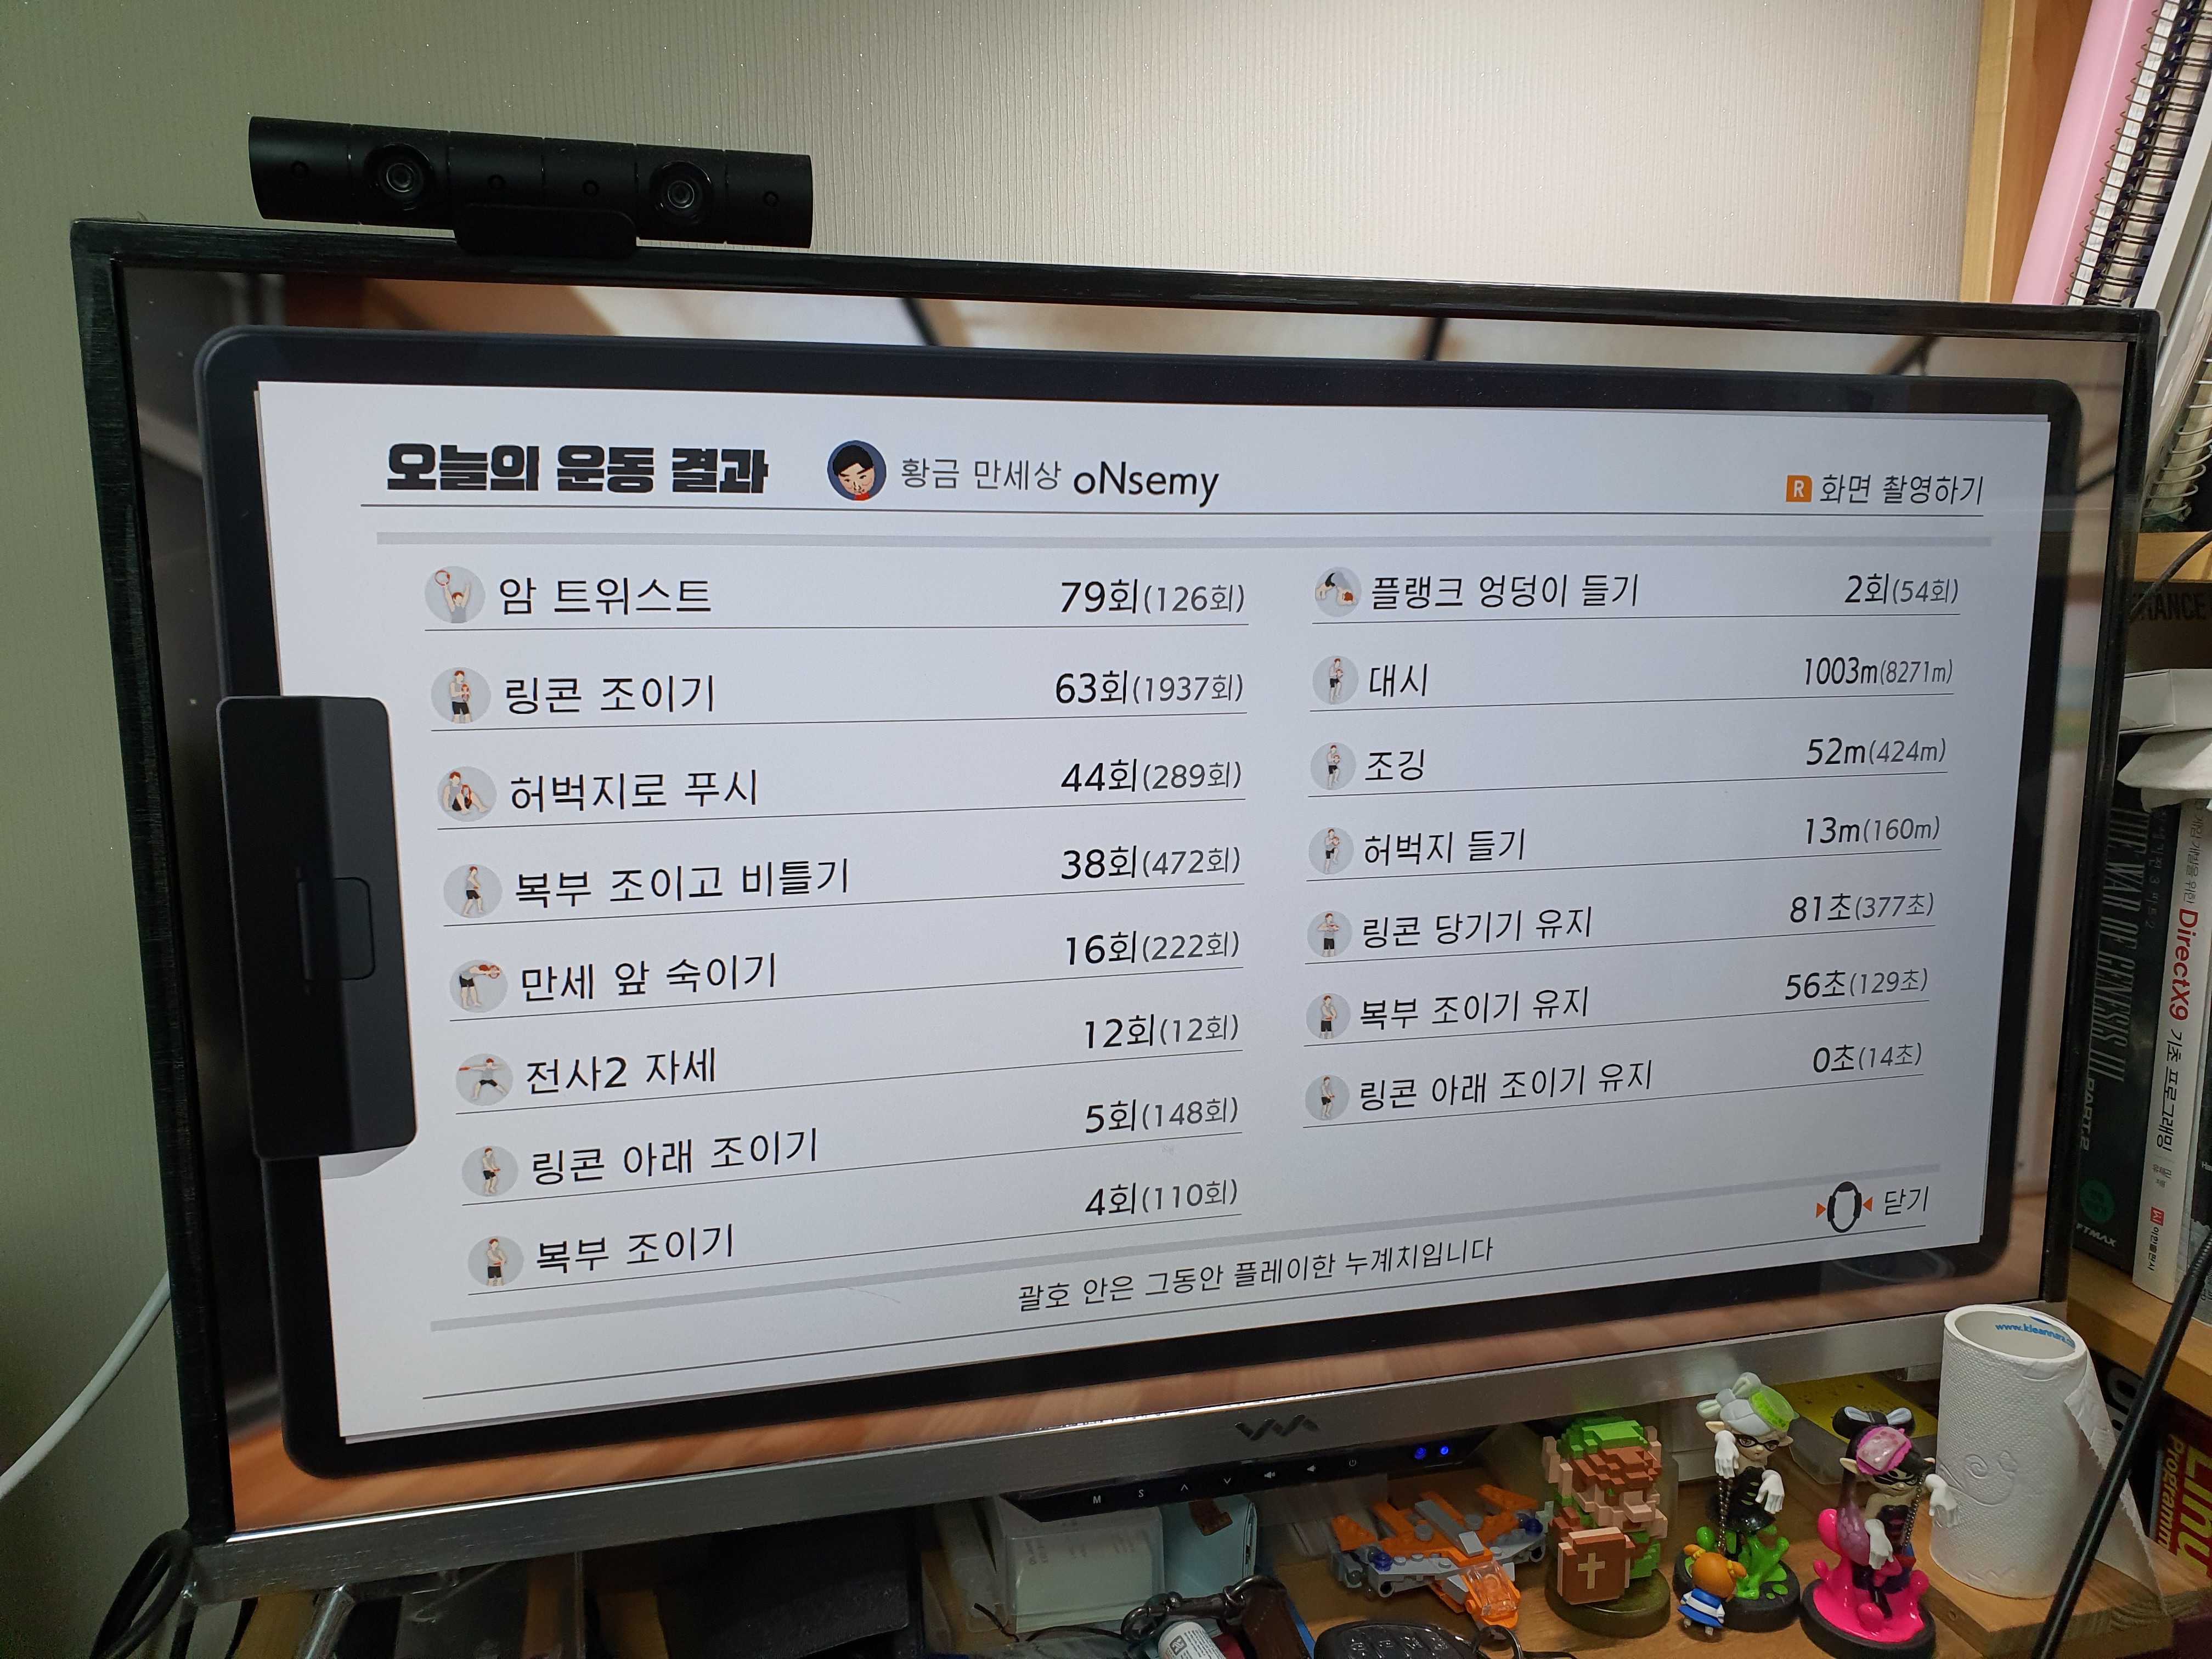 오늘의 운동 결과
황금 만세상 oNsemy
R 화면 촬영하기
암 트위스트 79회(126회)
링콘 조이기 63회(1937회)
허벅지로 푸시 44회(289회)
복부 조이고 비틀기 38회(472회)
만세 앞 숙이기 16회(222회)
전사2 자세 12회(12회)
링콘 아래 조이기 5회(148회)
복부 조이기 4회(110회)
플랭크 엉덩이 들기 2회(54회)
대시 1003m(8271m)
조깅 52m(424m)
허벅지 들기 13m(160m)
링콘 당기기 유지 81초(377초)
복부 조이기 유지 56초(129초)
링콘 아래 조이기 유지 0초(14초)
닫기
괄호 안은 그동안 플레이한 누계치입니다
M S
THE WAR OF GENESIS III PART.2
DirectX9 기초 프로그래밍